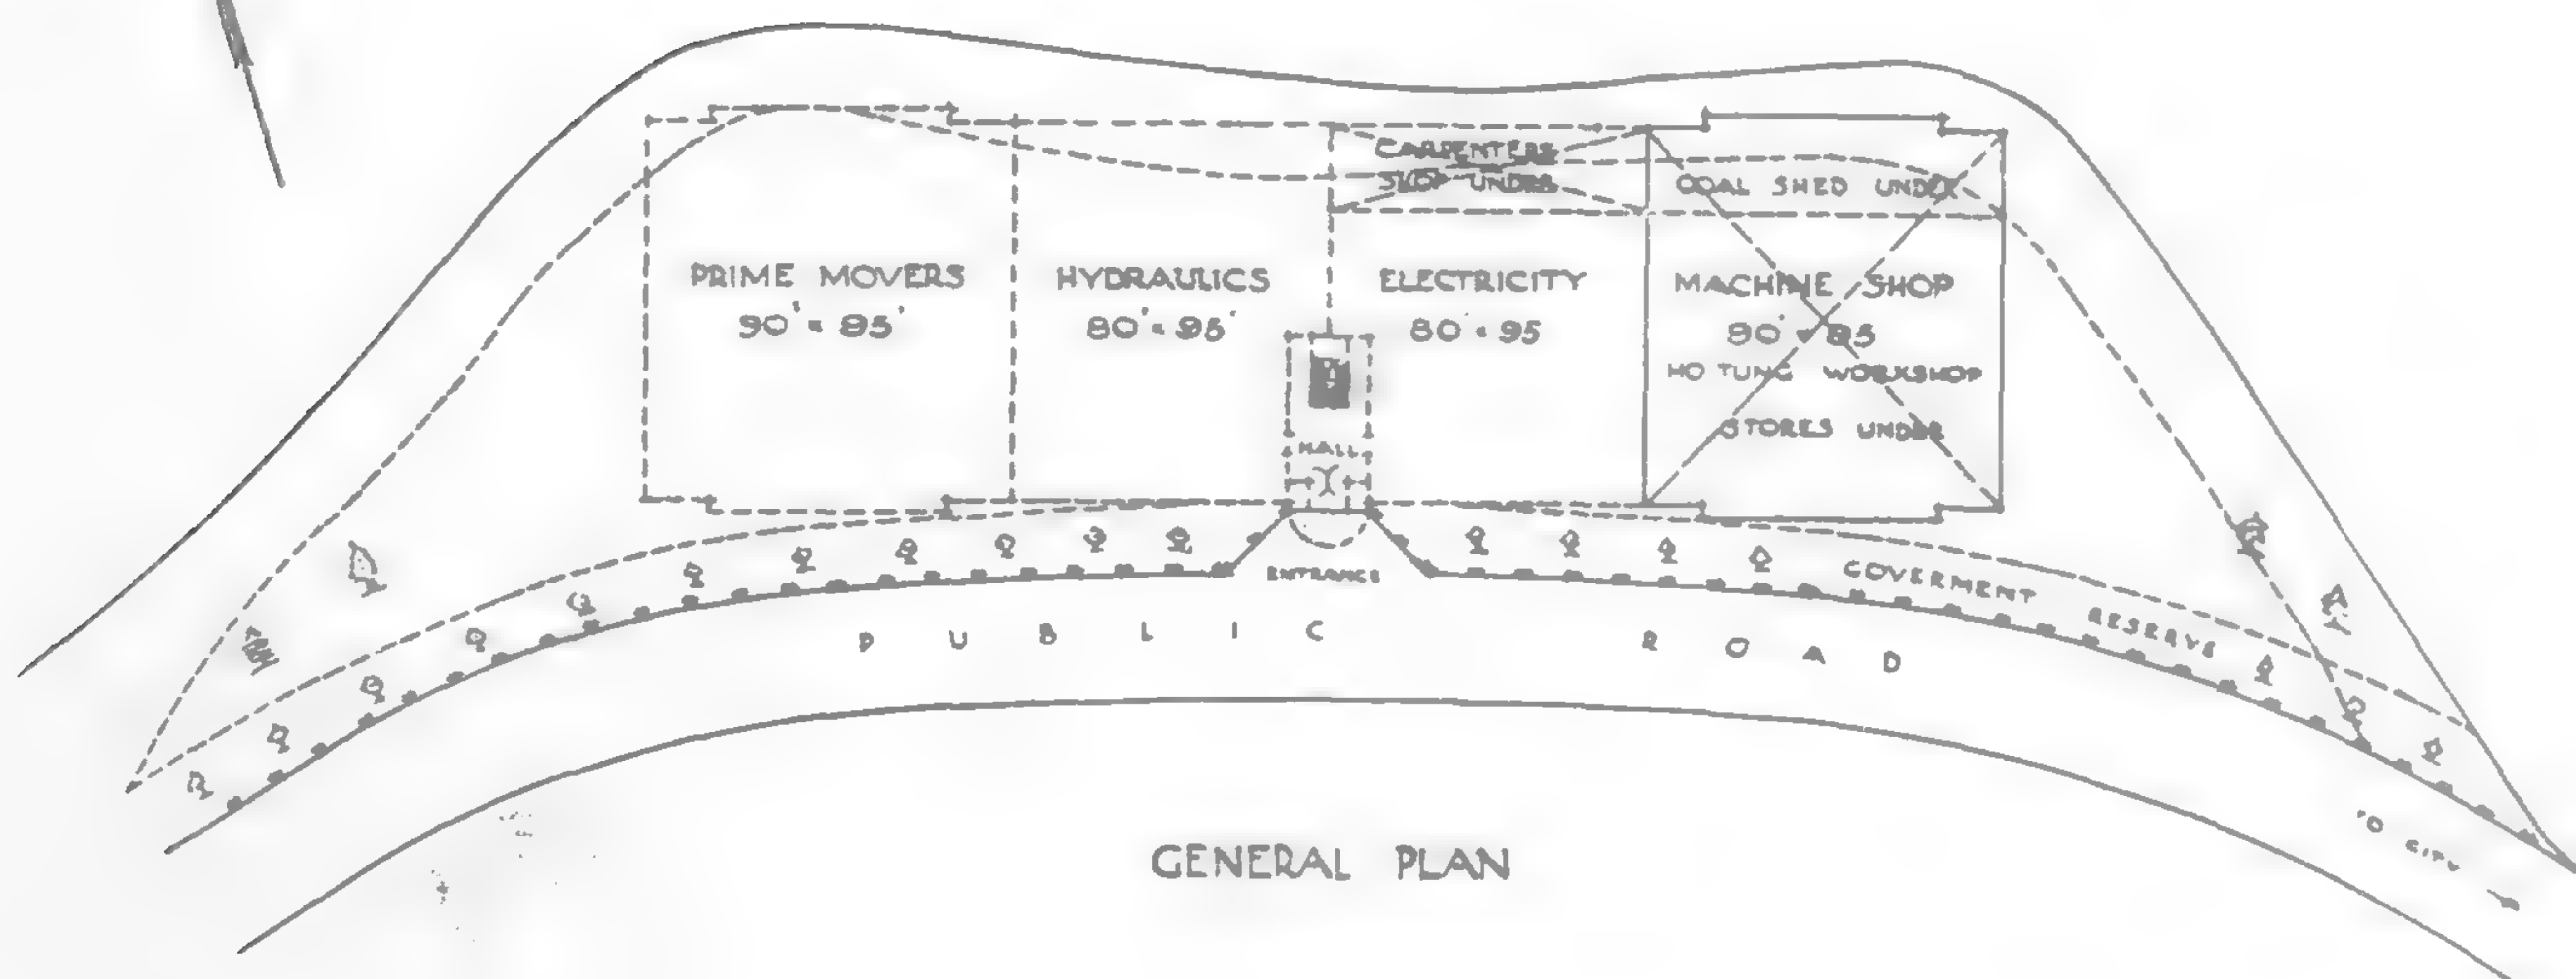 CARPENTERS
SHOP UNDER
COAL SHED UNDER
PRIME MOVERS
90' × 95'
HYDRAULICS
80' × 95'
ELECTRICITY
80' × 95
MACHINE SHOP
90' × 95
HO TUNG WORKSHOP
STORES UNDER
HALL
ENTRANCE
GOVERMENT RESERVE
PUBLIC ROAD
TO CITY
GENERAL PLAN